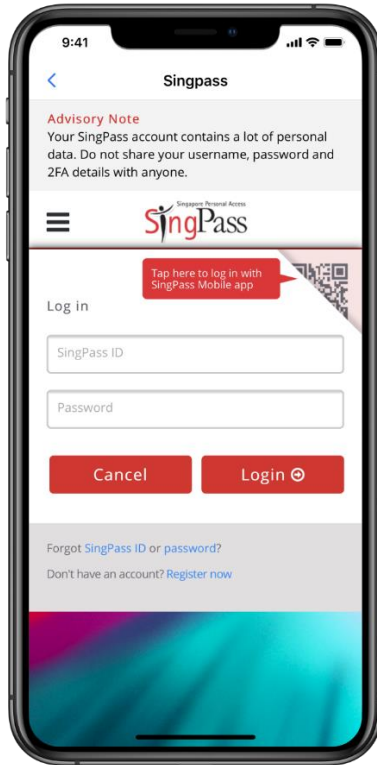 9:41
Singpass
Advisory Note
Your SingPass account contains a lot of personal
data. Do not share your username, password and
2FA details with anyone.
Singapore Personal Access
SingPass
Tap here to log in with
SingPass Mobile app
Log in
SingPass ID
Password
Cancel
Login
Forgot SingPass ID or password?
Don't have an account? Register now